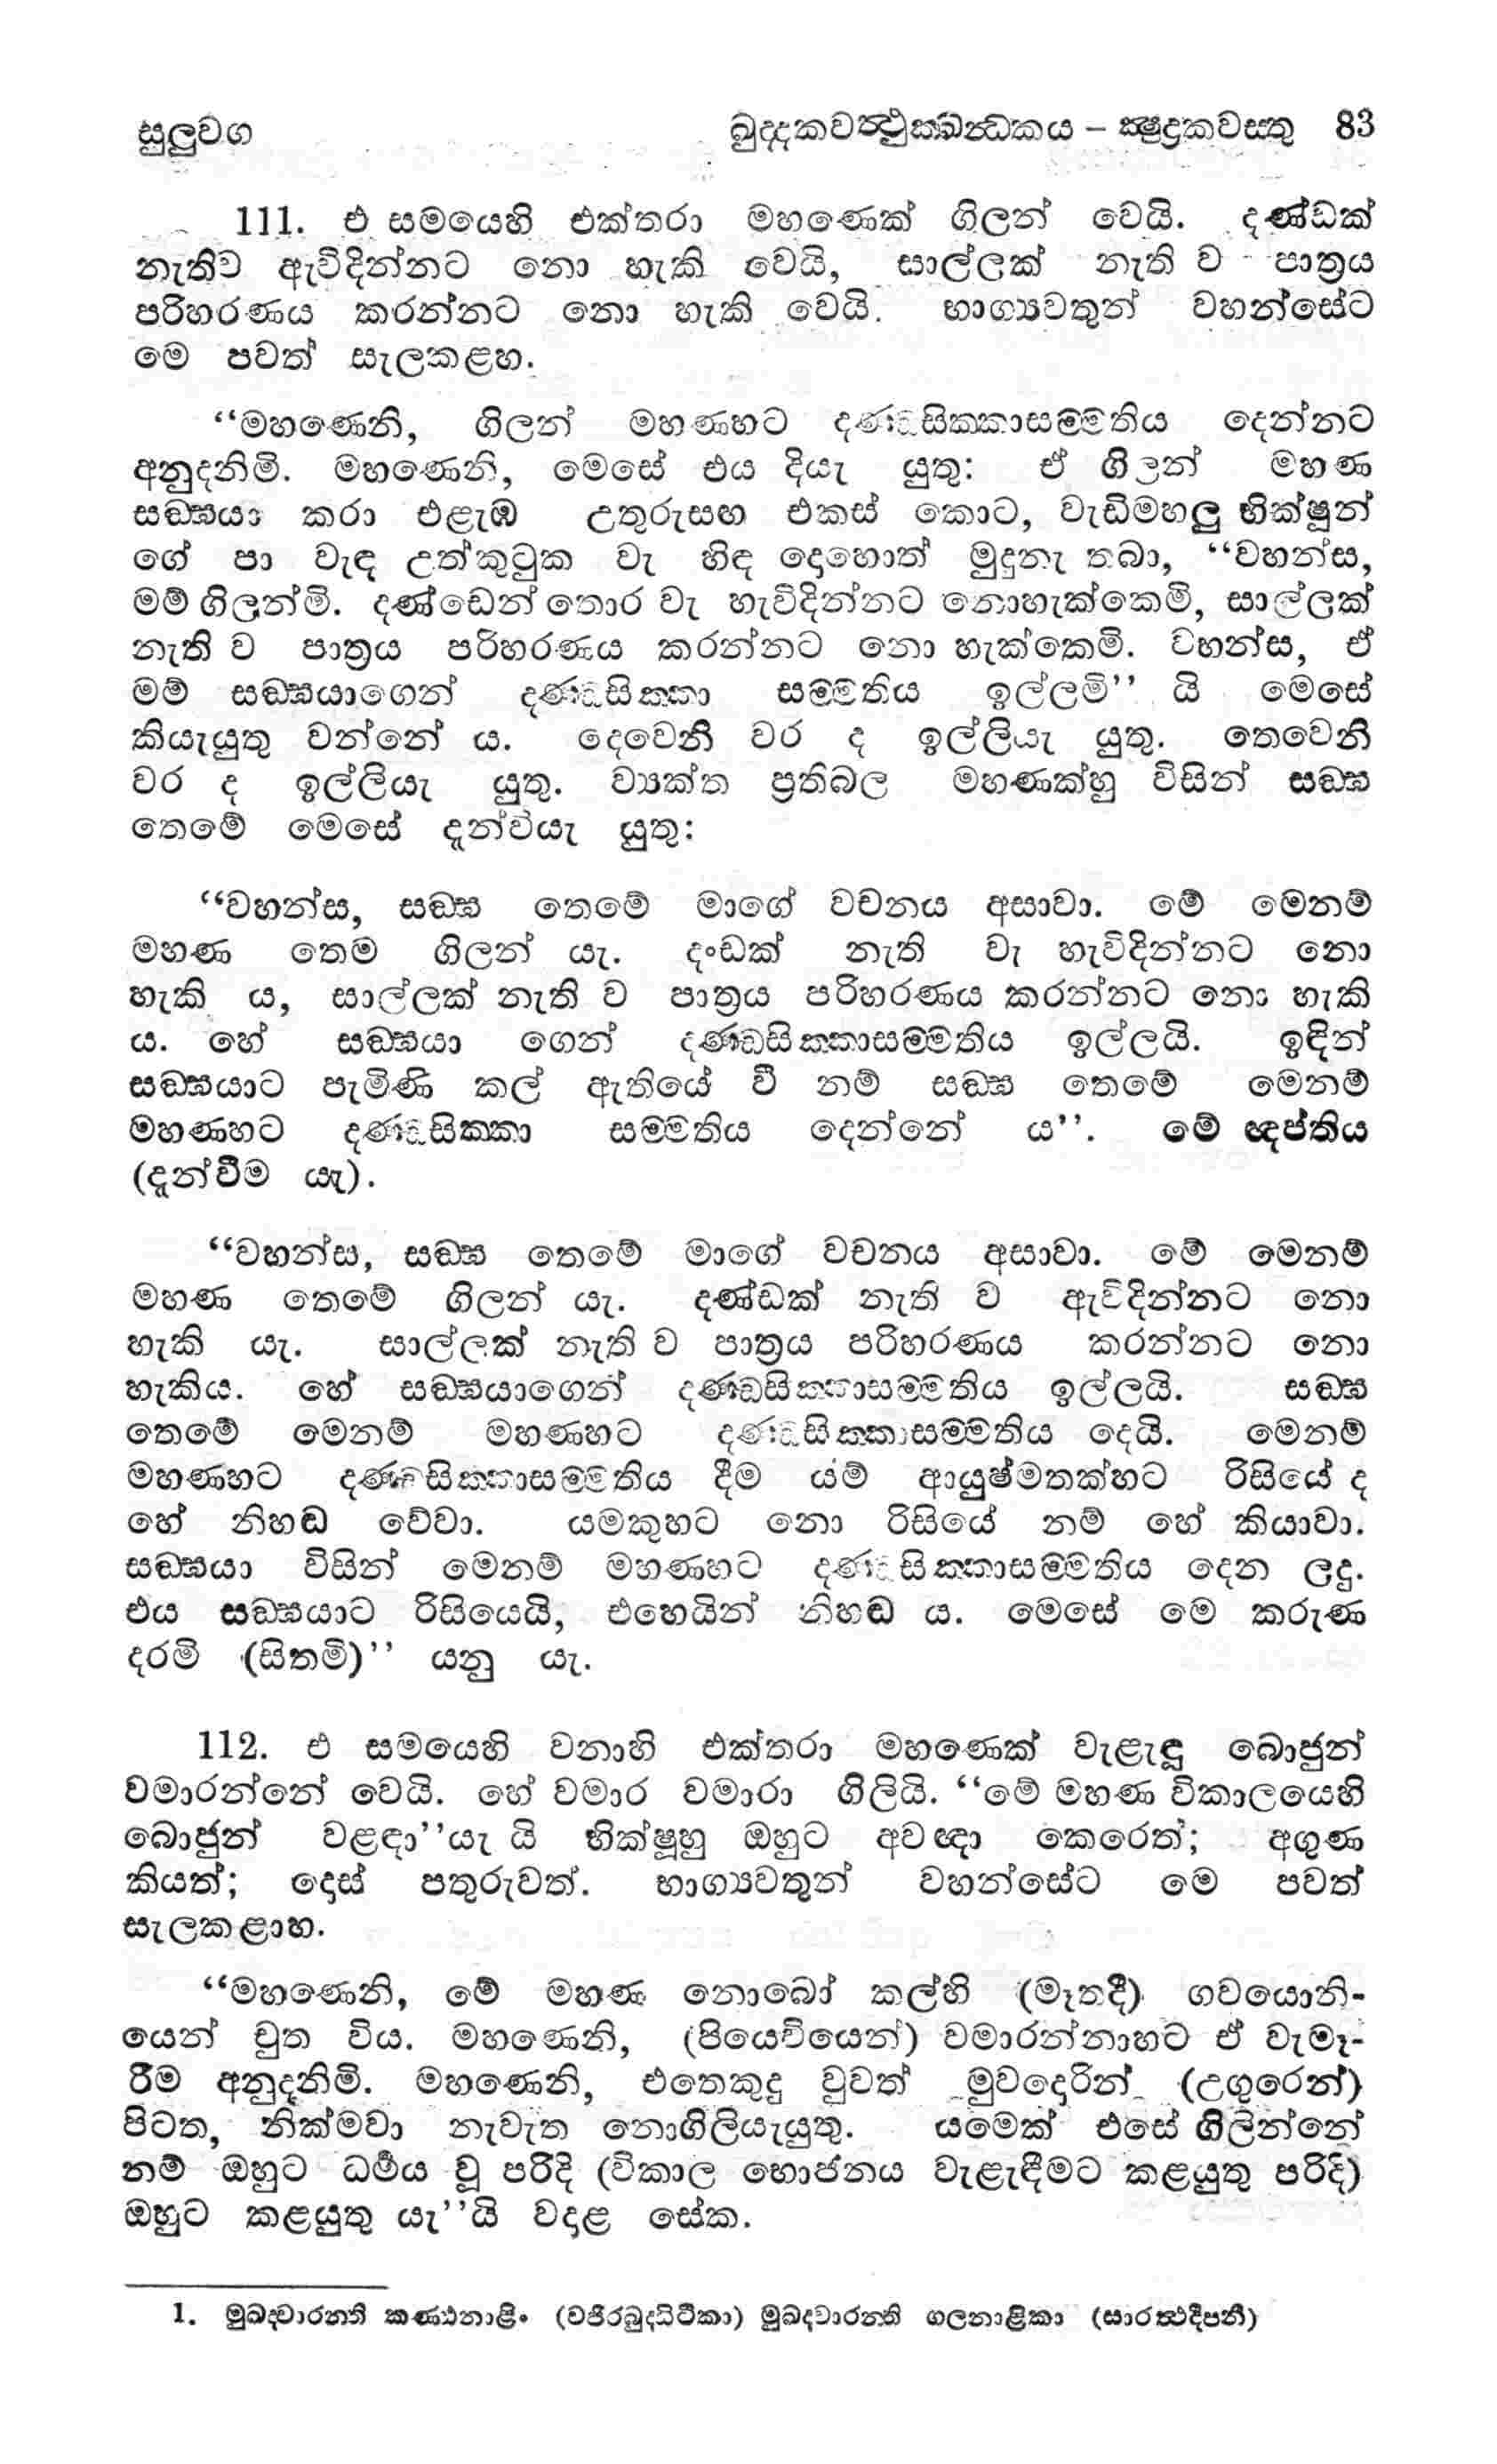 සුලුවග ඛුද්දකවත්ථුක්ඛන්ධකය – ක්ෂුද්‍රකවස්තු 83
111. එ සමයෙහි එක්තරා මහණෙක් ගිලන් වෙයි. දණ්ඩක්
නැතිව ඇවිදින්නට නො හැකි වෙයි, සාල්ලක් නැති ව පාත්‍රය
පරිහරණය කරන්නට නො හැකි වෙයි. භාග්‍යවතුන් වහන්සේට
මෙ පවත් සැලකළහ.
“මහණෙනි, ගිලන් මහණහට දණ්ඩසික්කාසම්මතිය දෙන්නට
අනුදනිමි. මහණෙනි, මෙසේ එය දියැ යුතු: ඒ ගිලන් මහණ
සඞ්ඝයා කරා එළැඹ උතුරුසඟ එකස් කොට, වැඩිමහලු භික්ෂූන්
ගේ පා වැඳ උත්කුටුක වැ හිඳ දොහොත් මුදුනැ තබා, “වහන්ස,
මම් ගිලන්මි. දණ්ඩෙන් තොර වැ හැවිදින්නට නොහැක්කෙමි, සාල්ලක්
නැති ව පාත්‍රය පරිහරණය කරන්නට නො හැක්කෙමි. වහන්ස, ඒ
මම් සඞ්ඝයාගෙන් දණ්ඩසික්කා සම්මතිය ඉල්ලමි” යි මෙසේ
කියැයුතු වන්නේ ය. දෙවෙනි වර ද ඉල්ලියැ යුතු. තෙවෙනි
වර ද ඉල්ලියැ යුතු. ව්‍යක්ත ප්‍රතිබල මහණක්හු විසින් සඞ්ඝ
තෙමේ මෙසේ දැන්වියැ යුතු:
“වහන්ස, සඞ්ඝ තෙමේ මාගේ වචනය අසාවා. මේ මෙනම්
මහණ තෙම ගිලන් යැ. දංඩක් නැති වැ හැවිදින්නට නො
හැකි ය, සාල්ලක් නැති ව පාත්‍රය පරිහරණය කරන්නට නො හැකි
ය. හේ සඞ්ඝයා ගෙන් දණ්ඩසික්කාසම්මතිය ඉල්ලයි. ඉඳින්
සඞ්ඝයාට පැමිණි කල් ඇතියේ වී නම් සඞ්ඝ තෙමේ මෙනම්
මහණහට දණ්ඩසික්කා සම්මතිය දෙන්නේ ය”. මේ ඥප්තිය
(දැන්වීම යැ).
“වහන්ස, සඞ්ඝ තෙමේ මාගේ වචනය අසාවා. මේ මෙනම්
මහණ තෙමේ ගිලන් යැ. දණ්ඩක් නැති ව ඇවිදින්නට නො
හැකි යැ. සාල්ලක් නැති ව පාත්‍රය පරිහරණය කරන්නට නො
හැකිය. හේ සඞ්ඝයාගෙන් දණ්ඩසික්කාසම්මතිය ඉල්ලයි. සඞ්ඝ
තෙමේ මෙනම් මහණහට දණ්ඩසික්කාසම්මතිය දෙයි. මෙනම්
මහණහට දණ්ඩසික්කාසම්මතිය දීම යම් ආයුෂ්මතක්හට රිසියේ ද
හේ නිහඬ වේවා. යමකුහට නො රිසියේ නම් හේ කියාවා.
සඞ්ඝයා විසින් මෙනම් මහණහට දණ්ඩසික්කාසම්මතිය දෙන ලදු.
එය සඞ්ඝයාට රිසියෙයි, එහෙයින් නිහඬ ය. මෙසේ මෙ කරුණ
දරමි (සිතමි)” යනු යැ.
112. එ සමයෙහි වනාහි එක්තරා මහණෙක් වැළැඳූ බොජුන්
වමාරන්නේ වෙයි. හේ වමාර වමාරා ගිලියි. “මේ මහණ විකාලයෙහි
බොජුන් වළඳා”යැ යි භික්ෂූහු ඔහුට අවඥා කෙරෙත්; අගුණ
කියත්; දොස් පතුරුවත්. භාග්‍යවතුන් වහන්සේට මෙ පවත්
සැලකළාහ.
“මහණෙනි, මේ මහණ නොබෝ කල්හි (මෑතදී) ගවයොනි-
යෙන් චුත විය. මහණෙනි, (පියෙවියෙන්) වමාරන්නාහට ඒ වැමෑ-
රීම අනුදනිමි. මහණෙනි, එතෙකුදු වුවත් මුවදොරින් (උගුරෙන්)
පිටත, නික්මවා නැවැත නොගිලියැයුතු. යමෙක් එසේ ගිලින්නේ
නම් ඔහුට ධර්‍මය වූ පරිදි (විකාල භොජනය වැළැඳීමට කළයුතු පරිදි)
ඔහුට කළයුතු යැ”යි වදාළ සේක.
1. මුඛද්වාරන්ති කණ්ඨනාළිං (වජිරබුද්ධිටීකා) මුඛද්වාරන්ති ගලනාළිකා (සාරත්ථදීපනී)